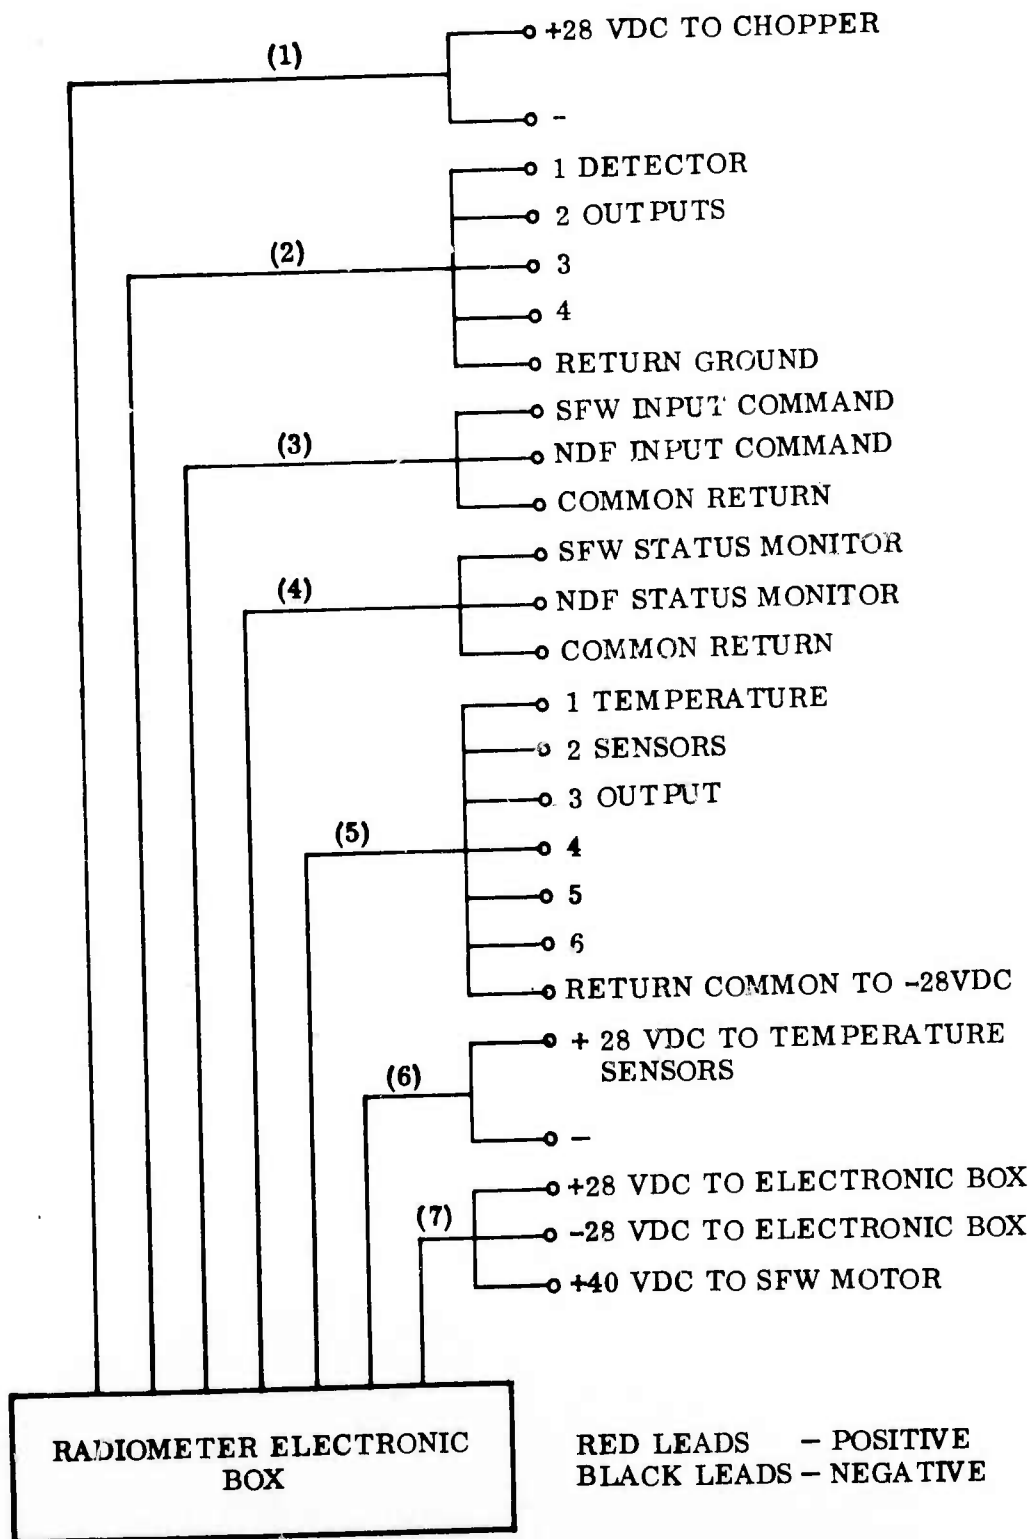 +28 VDC TO CHOPPER
(1)
-
1 DETECTOR
2 OUTPUTS
(2)
3
4
RETURN GROUND
SFW INPUT COMMAND
(3)
NDF INPUT COMMAND
COMMON RETURN
SFW STATUS MONITOR
(4)
NDF STATUS MONITOR
COMMON RETURN
1 TEMPERATURE
2 SENSORS
3 OUTPUT
(5)
4
5
6
RETURN COMMON TO -28VDC
+ 28 VDC TO TEMPERATURE
SENSORS
(6)
-
+28 VDC TO ELECTRONIC BOX
(7)
-28 VDC TO ELECTRONIC BOX
+40 VDC TO SFW MOTOR
RADIOMETER ELECTRONIC
BOX
RED LEADS - POSITIVE
BLACK LEADS - NEGATIVE